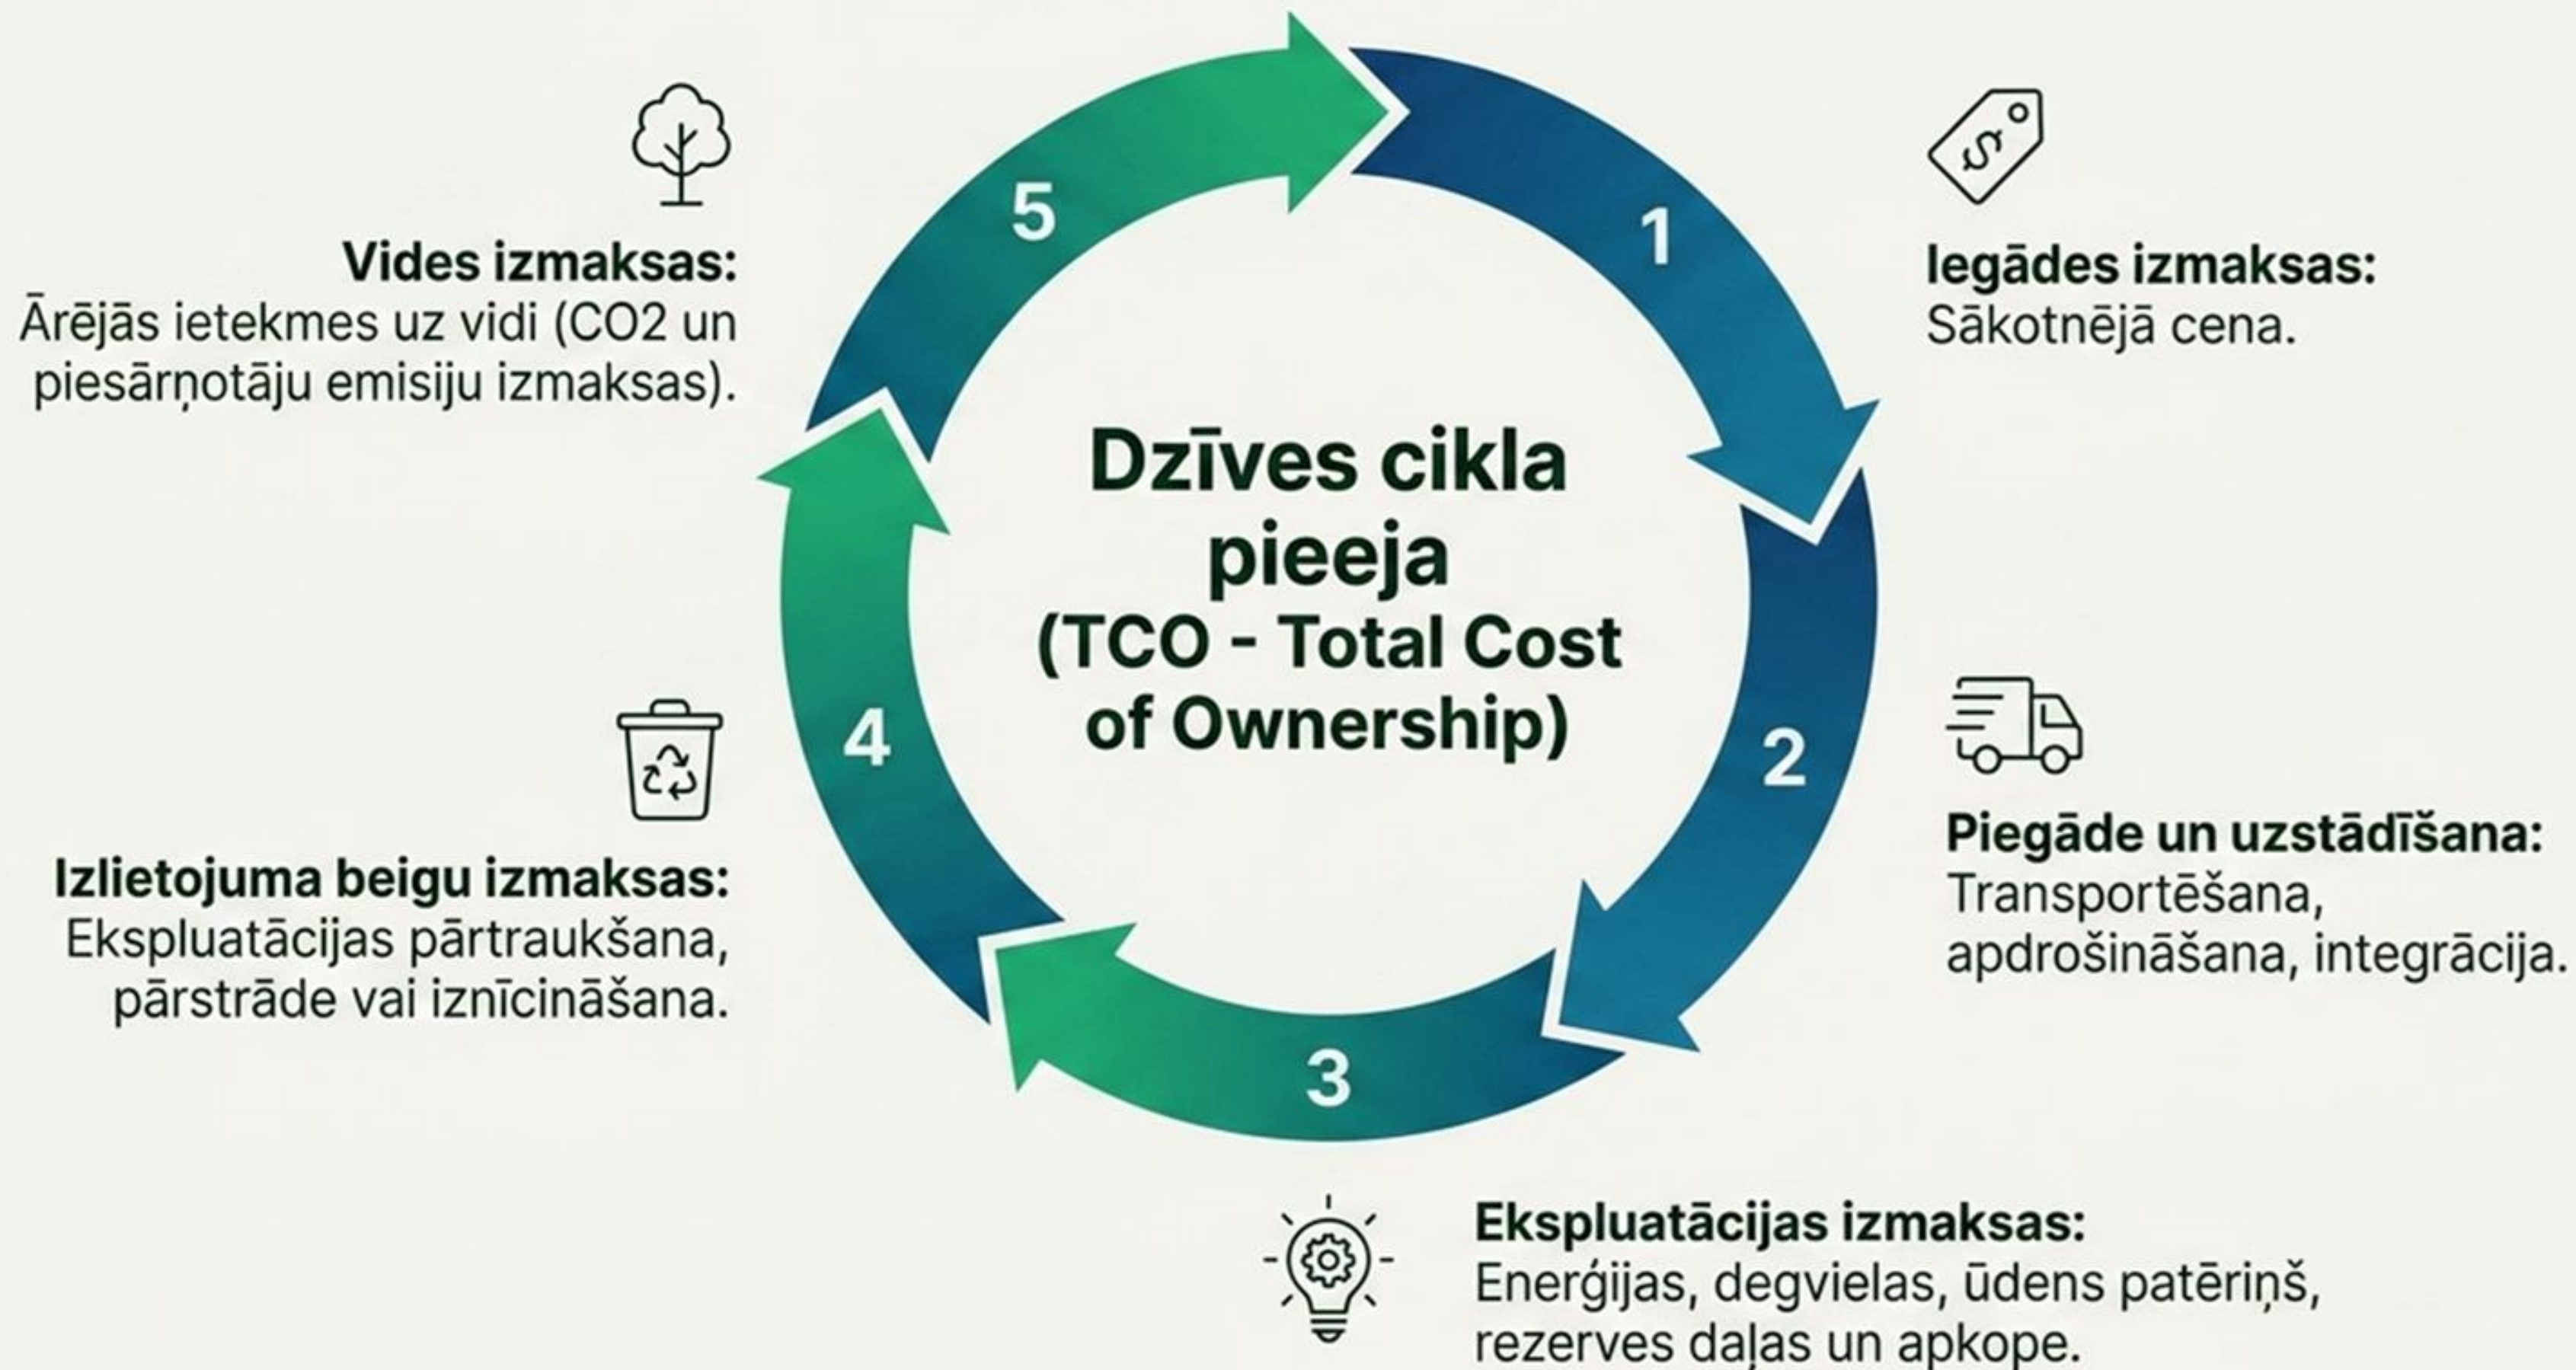 Dzīves cikla
pieeja
(TCO - Total Cost
of Ownership)
1
Iegādes izmaksas:
Sākotnējā cena.
2
Piegāde un uzstādīšana:
Transportēšana,
apdrošināšana, integrācija.
3
Ekspluatācijas izmaksas:
Enerģijas, degvielas, ūdens patēriņš,
rezerves daļas un apkope.
4
Izlietojuma beigu izmaksas:
Ekspluatācijas pārtraukšana,
pārstrāde vai iznīcināšana.
5
Vides izmaksas:
Ārējās ietekmes uz vidi (CO2 un
piesārņotāju emisiju izmaksas).
$